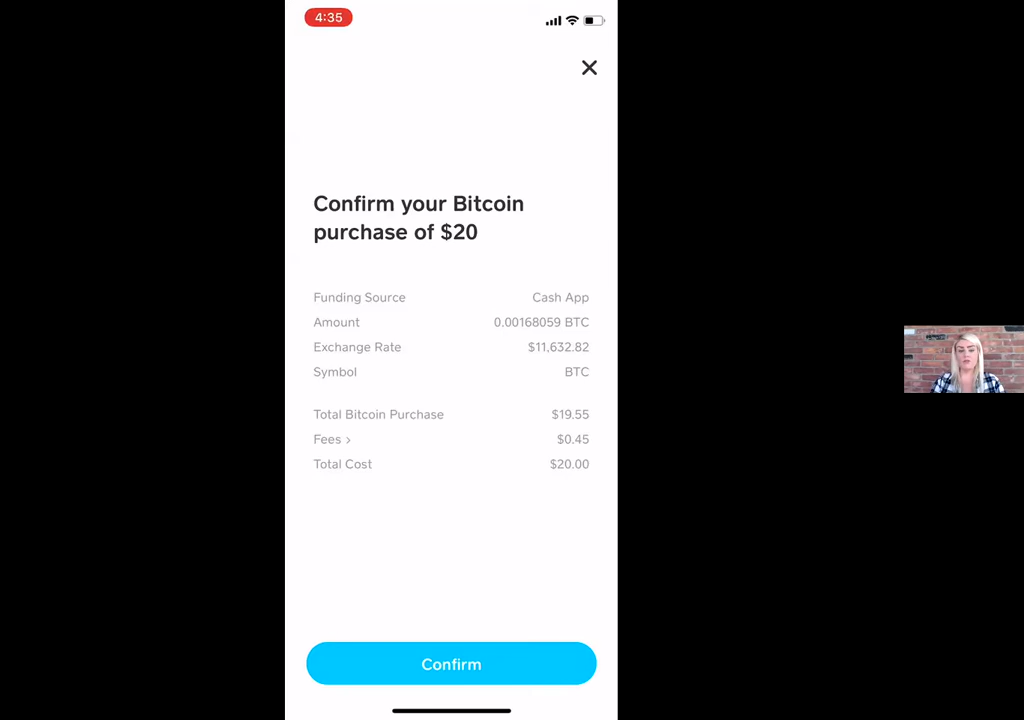 4:35
Confirm your Bitcoin
purchase of $20
Funding Source Cash App
Amount 0.00168059 BTC
Exchange Rate $11,632.82
Symbol BTC
Total Bitcoin Purchase $19.55
Fees > $0.45
Total Cost $20.00
Confirm